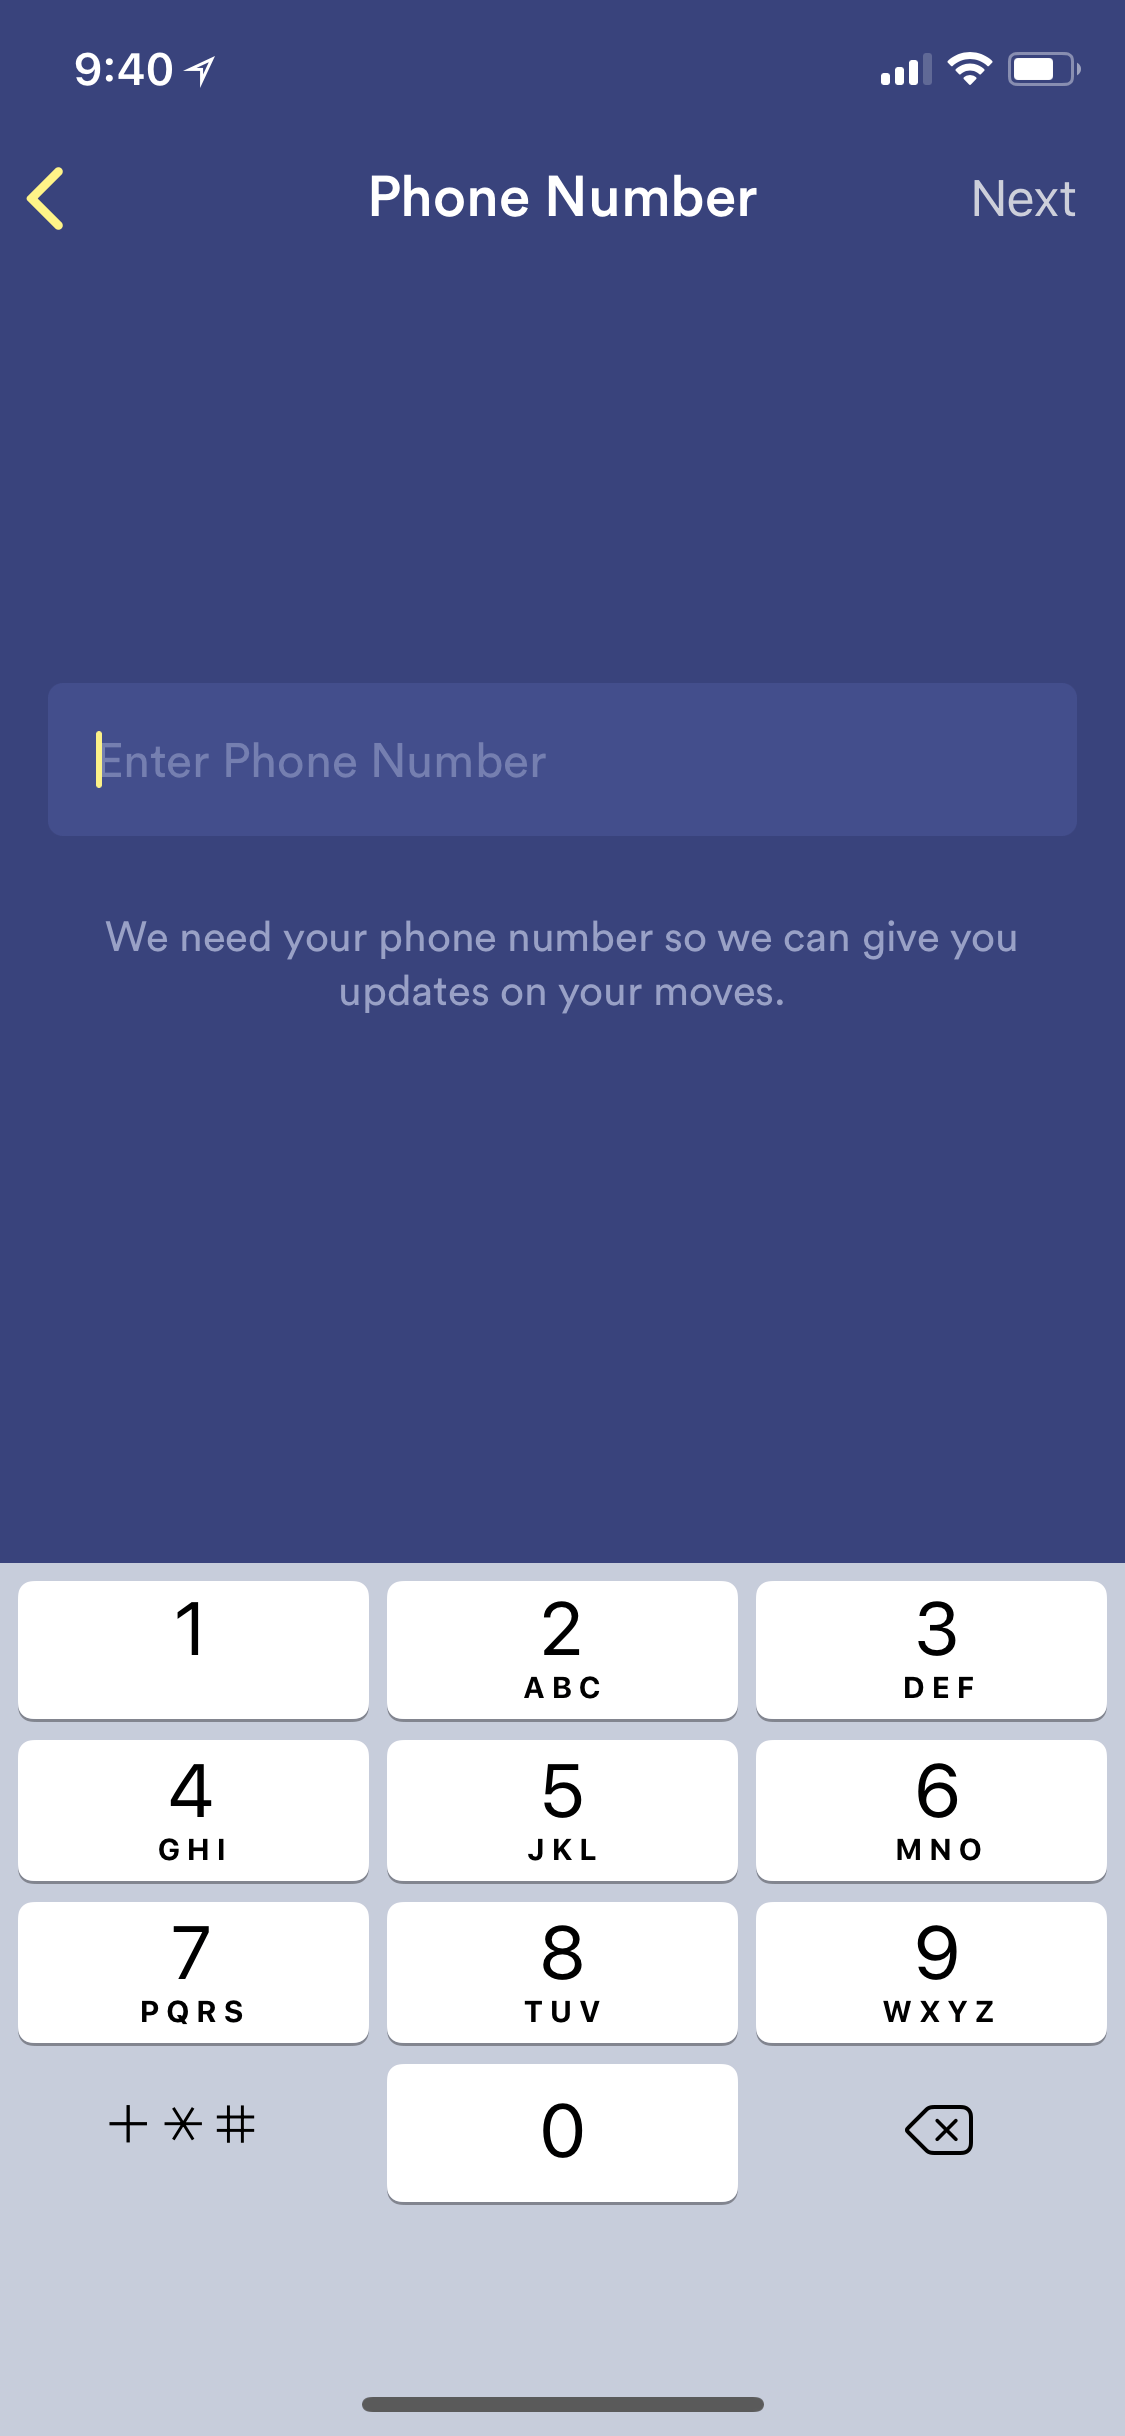 9:40
Phone Number
Next
Enter Phone Number
We need your phone number so we can give you
updates on your moves.
1
2
ABC
3
DEF
4
GHI
5
JKL
6
MNO
7
PQRS
8
TUV
9
WXYZ
+*#
0